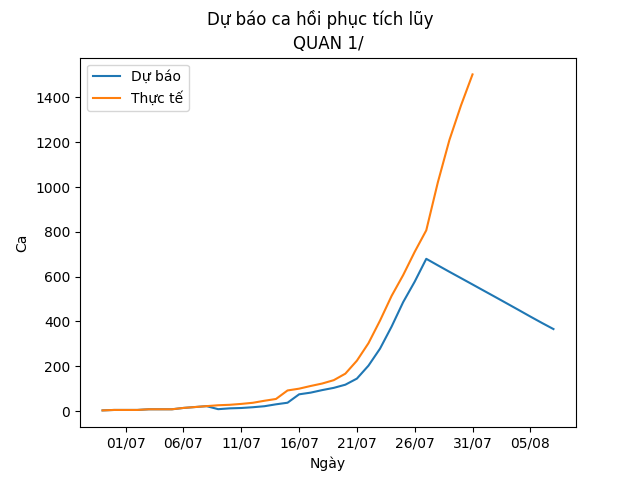 Dự báo ca hồi phục tích lũy
QUAN 1/
Dự báo
Thực tế
1400
1200
1000
800
600
400
200
0
Ca
01/07 06/07 11/07 16/07 21/07 26/07 31/07 05/08
Ngày